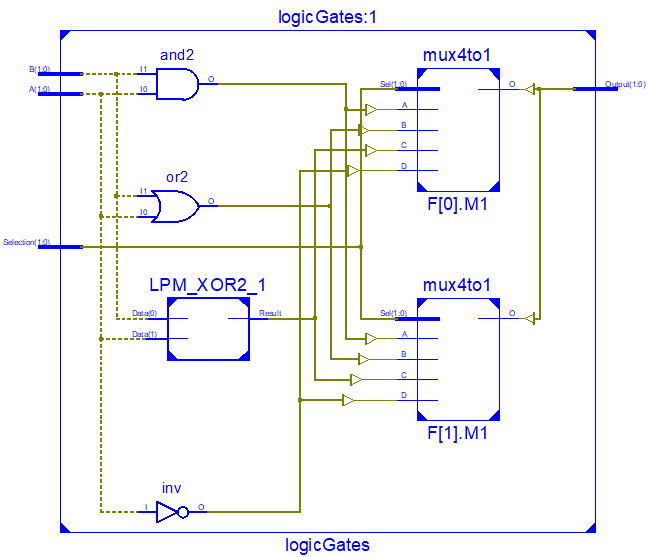 logicGates:1
and2
mux4to1
B(1:0)
I1
O
Sel(1:0)
O
Output(1:0)
A(1:0)
I0
A
B
C
D
or2
I1
O
I0
F[0].M1
Selection(1:0)
LPM_XOR2_1
mux4to1
Data(0)
Result
Sel(1:0)
O
Data(1)
A
B
C
D
F[1].M1
inv
I
O
logicGates